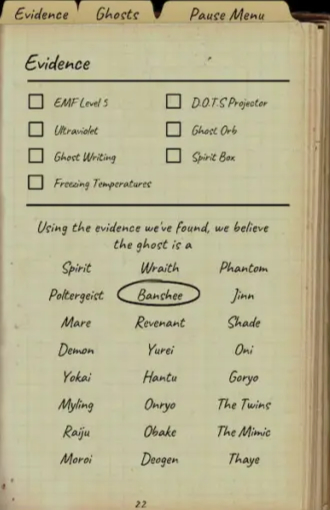 Evidence Ghosts Pause Menu
Evidence
EMF Level 5 D.O.T.S Projector
Ultraviolet Ghost Orb
Ghost Writing Spirit Box
Freezing Temperatures
Using the evidence we've found, we believe
the ghost is a
Spirit Wraith Phantom
Poltergeist Banshee Jinn
Mare Revenant Shade
Demon Yurei Oni
Yokai Hantu Goryo
Myling Onryo The Twins
Raiju Obake The Mimic
Moroi Deogen Thaye
22